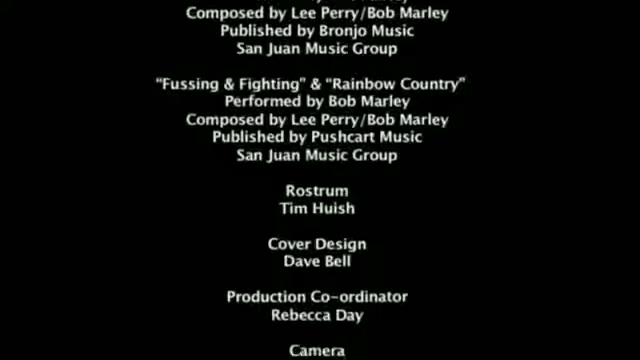 Composed by Lee Perry/Bob Marley
Published by Bronjo Music
San Juan Music Group
“Fussing & Fighting” & “Rainbow Country”
Performed by Bob Marley
Composed by Lee Perry/Bob Marley
Published by Pushcart Music
San Juan Music Group
Rostrum
Tim Huish
Cover Design
Dave Bell
Production Co-ordinator
Rebecca Day
Camera